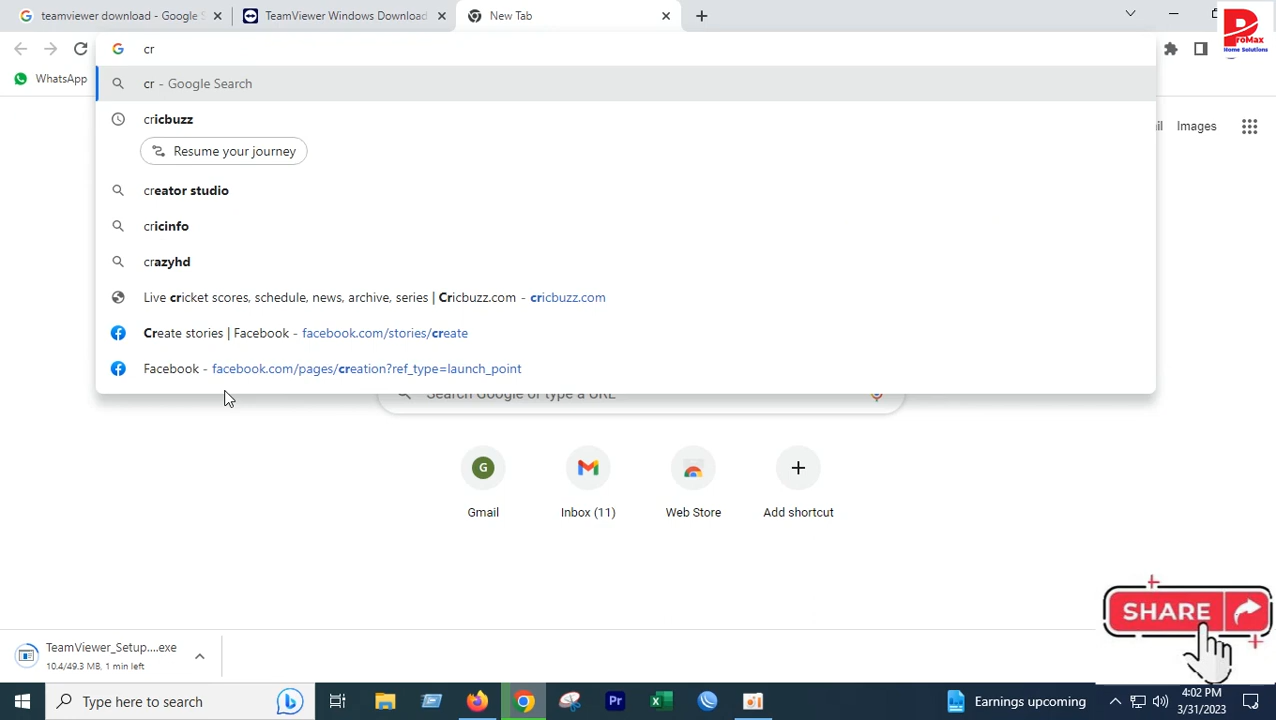 teamviewer download - Google S
TeamViewer Windows Download
New Tab
cr
WhatsApp
cr - Google Search
cricbuzz
Resume your journey
creator studio
cricinfo
crazyhd
Live cricket scores, schedule, news, archive, series | Cricbuzz.com - cricbuzz.com
Create stories | Facebook - facebook.com/stories/create
Facebook - facebook.com/pages/creation?ref_type=launch_point
Images
Search Google or type a URL
G
Gmail
Inbox (11)
Web Store
Add shortcut
TeamViewer_Setup....exe
10.4/49.3 MB, 1 min left
SHARE
ProMax
Home Solutions
Type here to search
Pr
Earnings upcoming
4:02 PM
3/31/2023